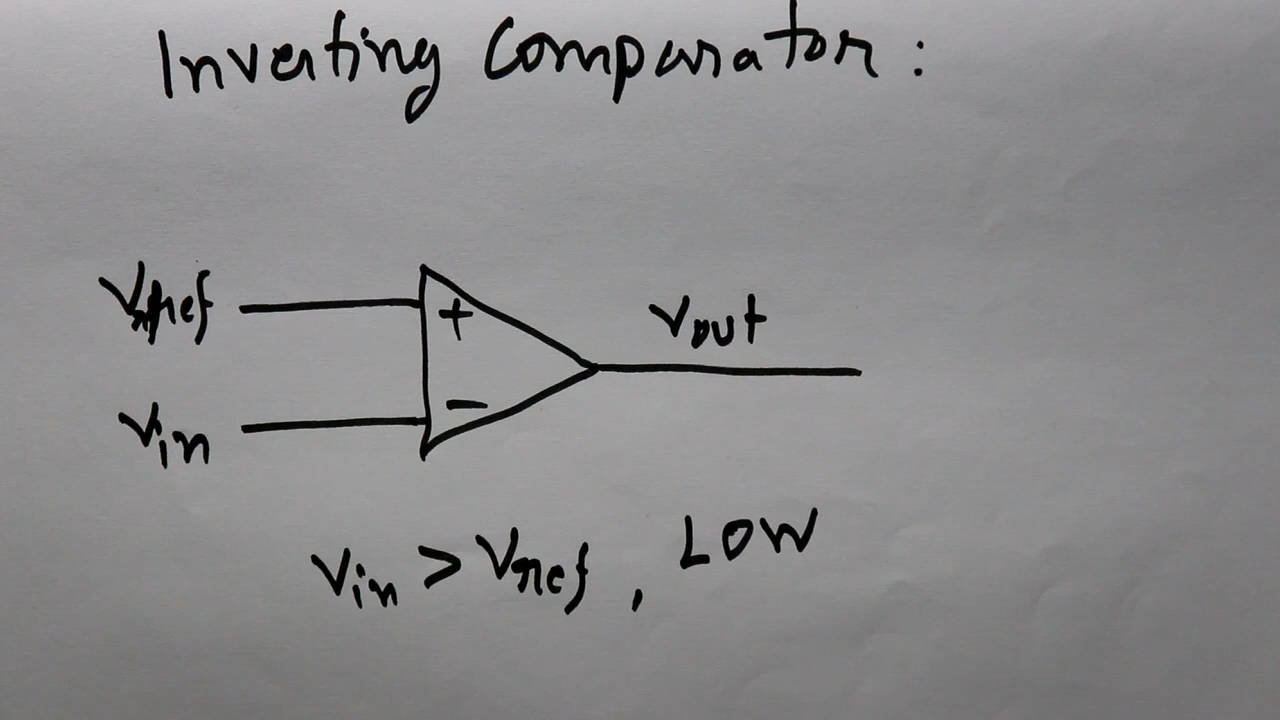 Inverting Comparator :
Vref
+
Vout
Vin
-
Vin > Vref , LOW